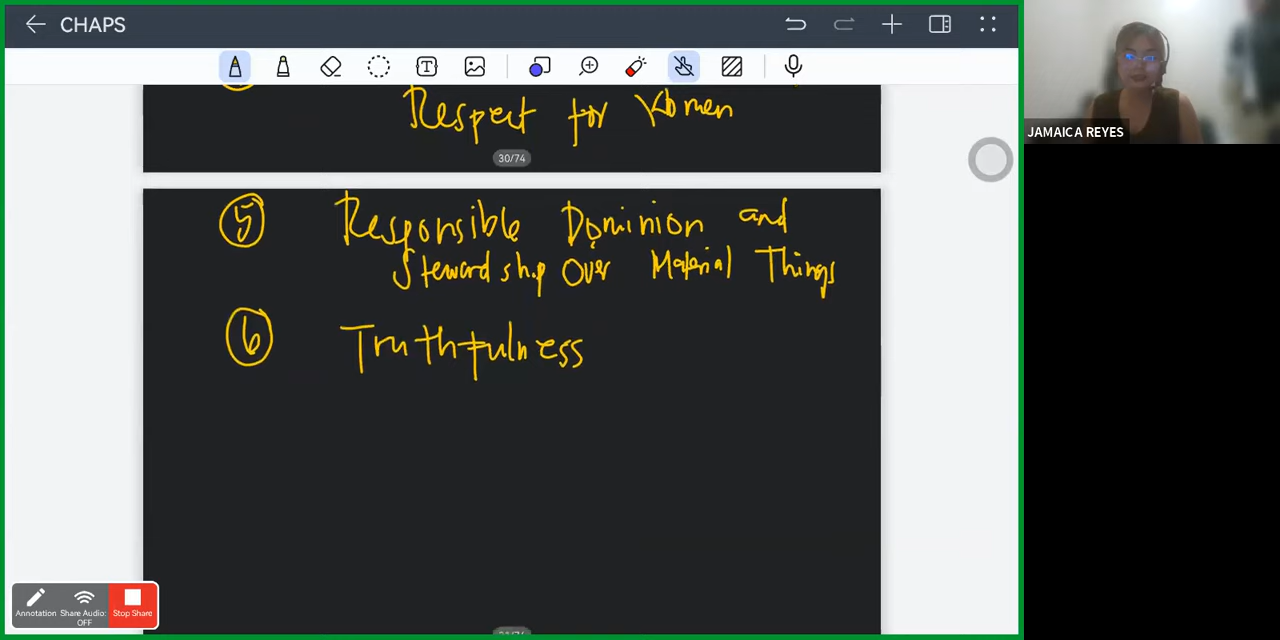 CHAPS
JAMAICA REYES
Respect for Women
30/74
5 Responsible Dominion and
Stewardship Over Material Things
6 Truthfulness
Annotation
Share Audio: OFF
Stop Share